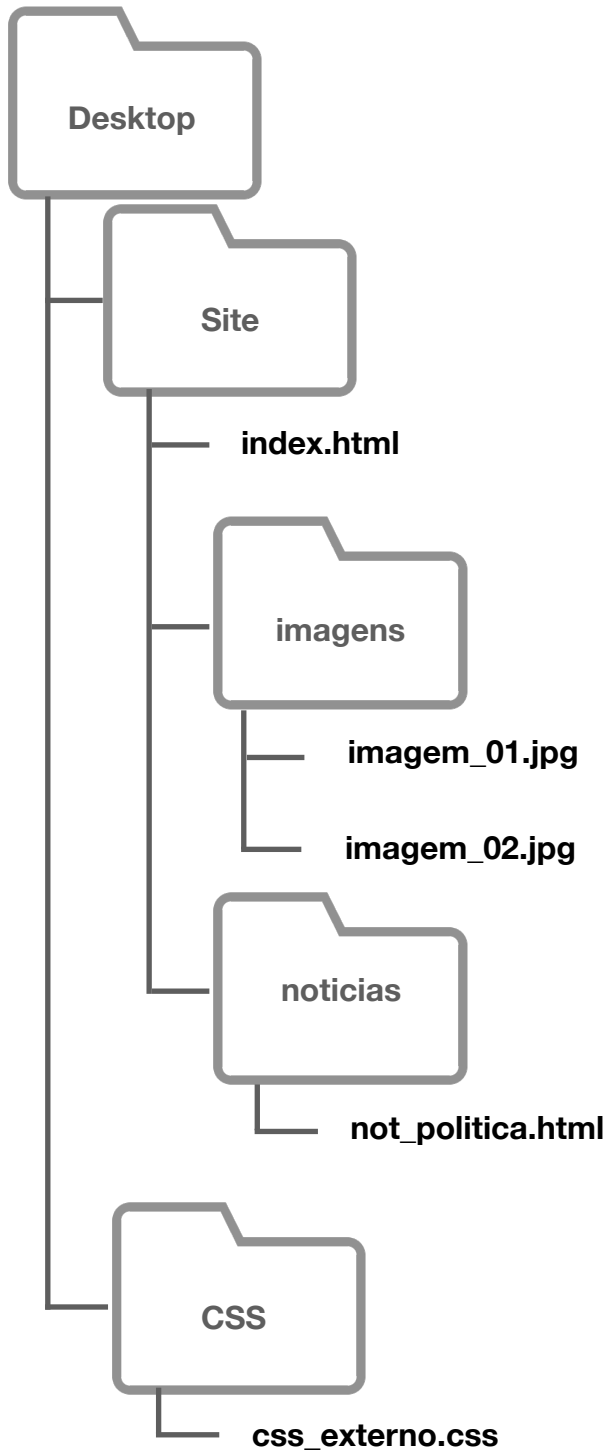 Desktop
Site
index.html
imagens
imagem_01.jpg
imagem_02.jpg
noticias
not_politica.html
CSS
css_externo.css